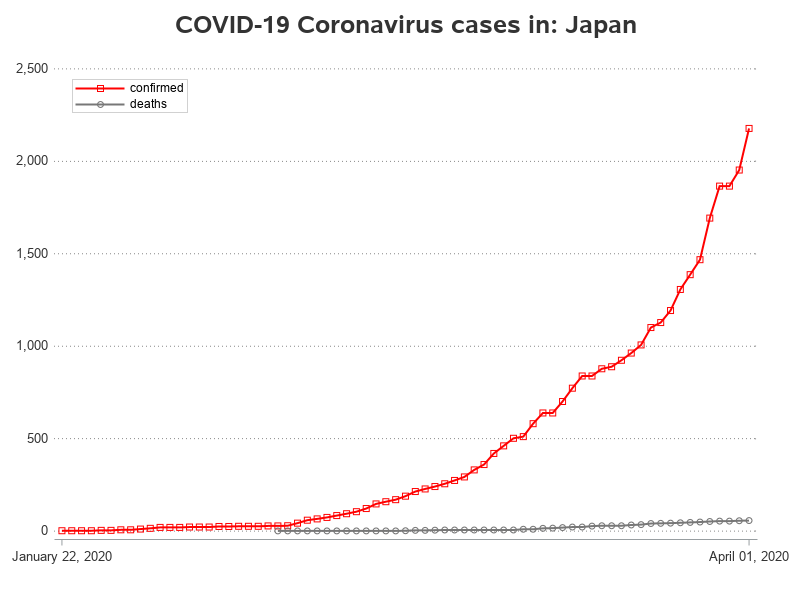 COVID-19 Coronavirus cases in: Japan
2,500
confirmed
deaths
2,000
1,500
1,000
500
0
January 22, 2020
April 01, 2020